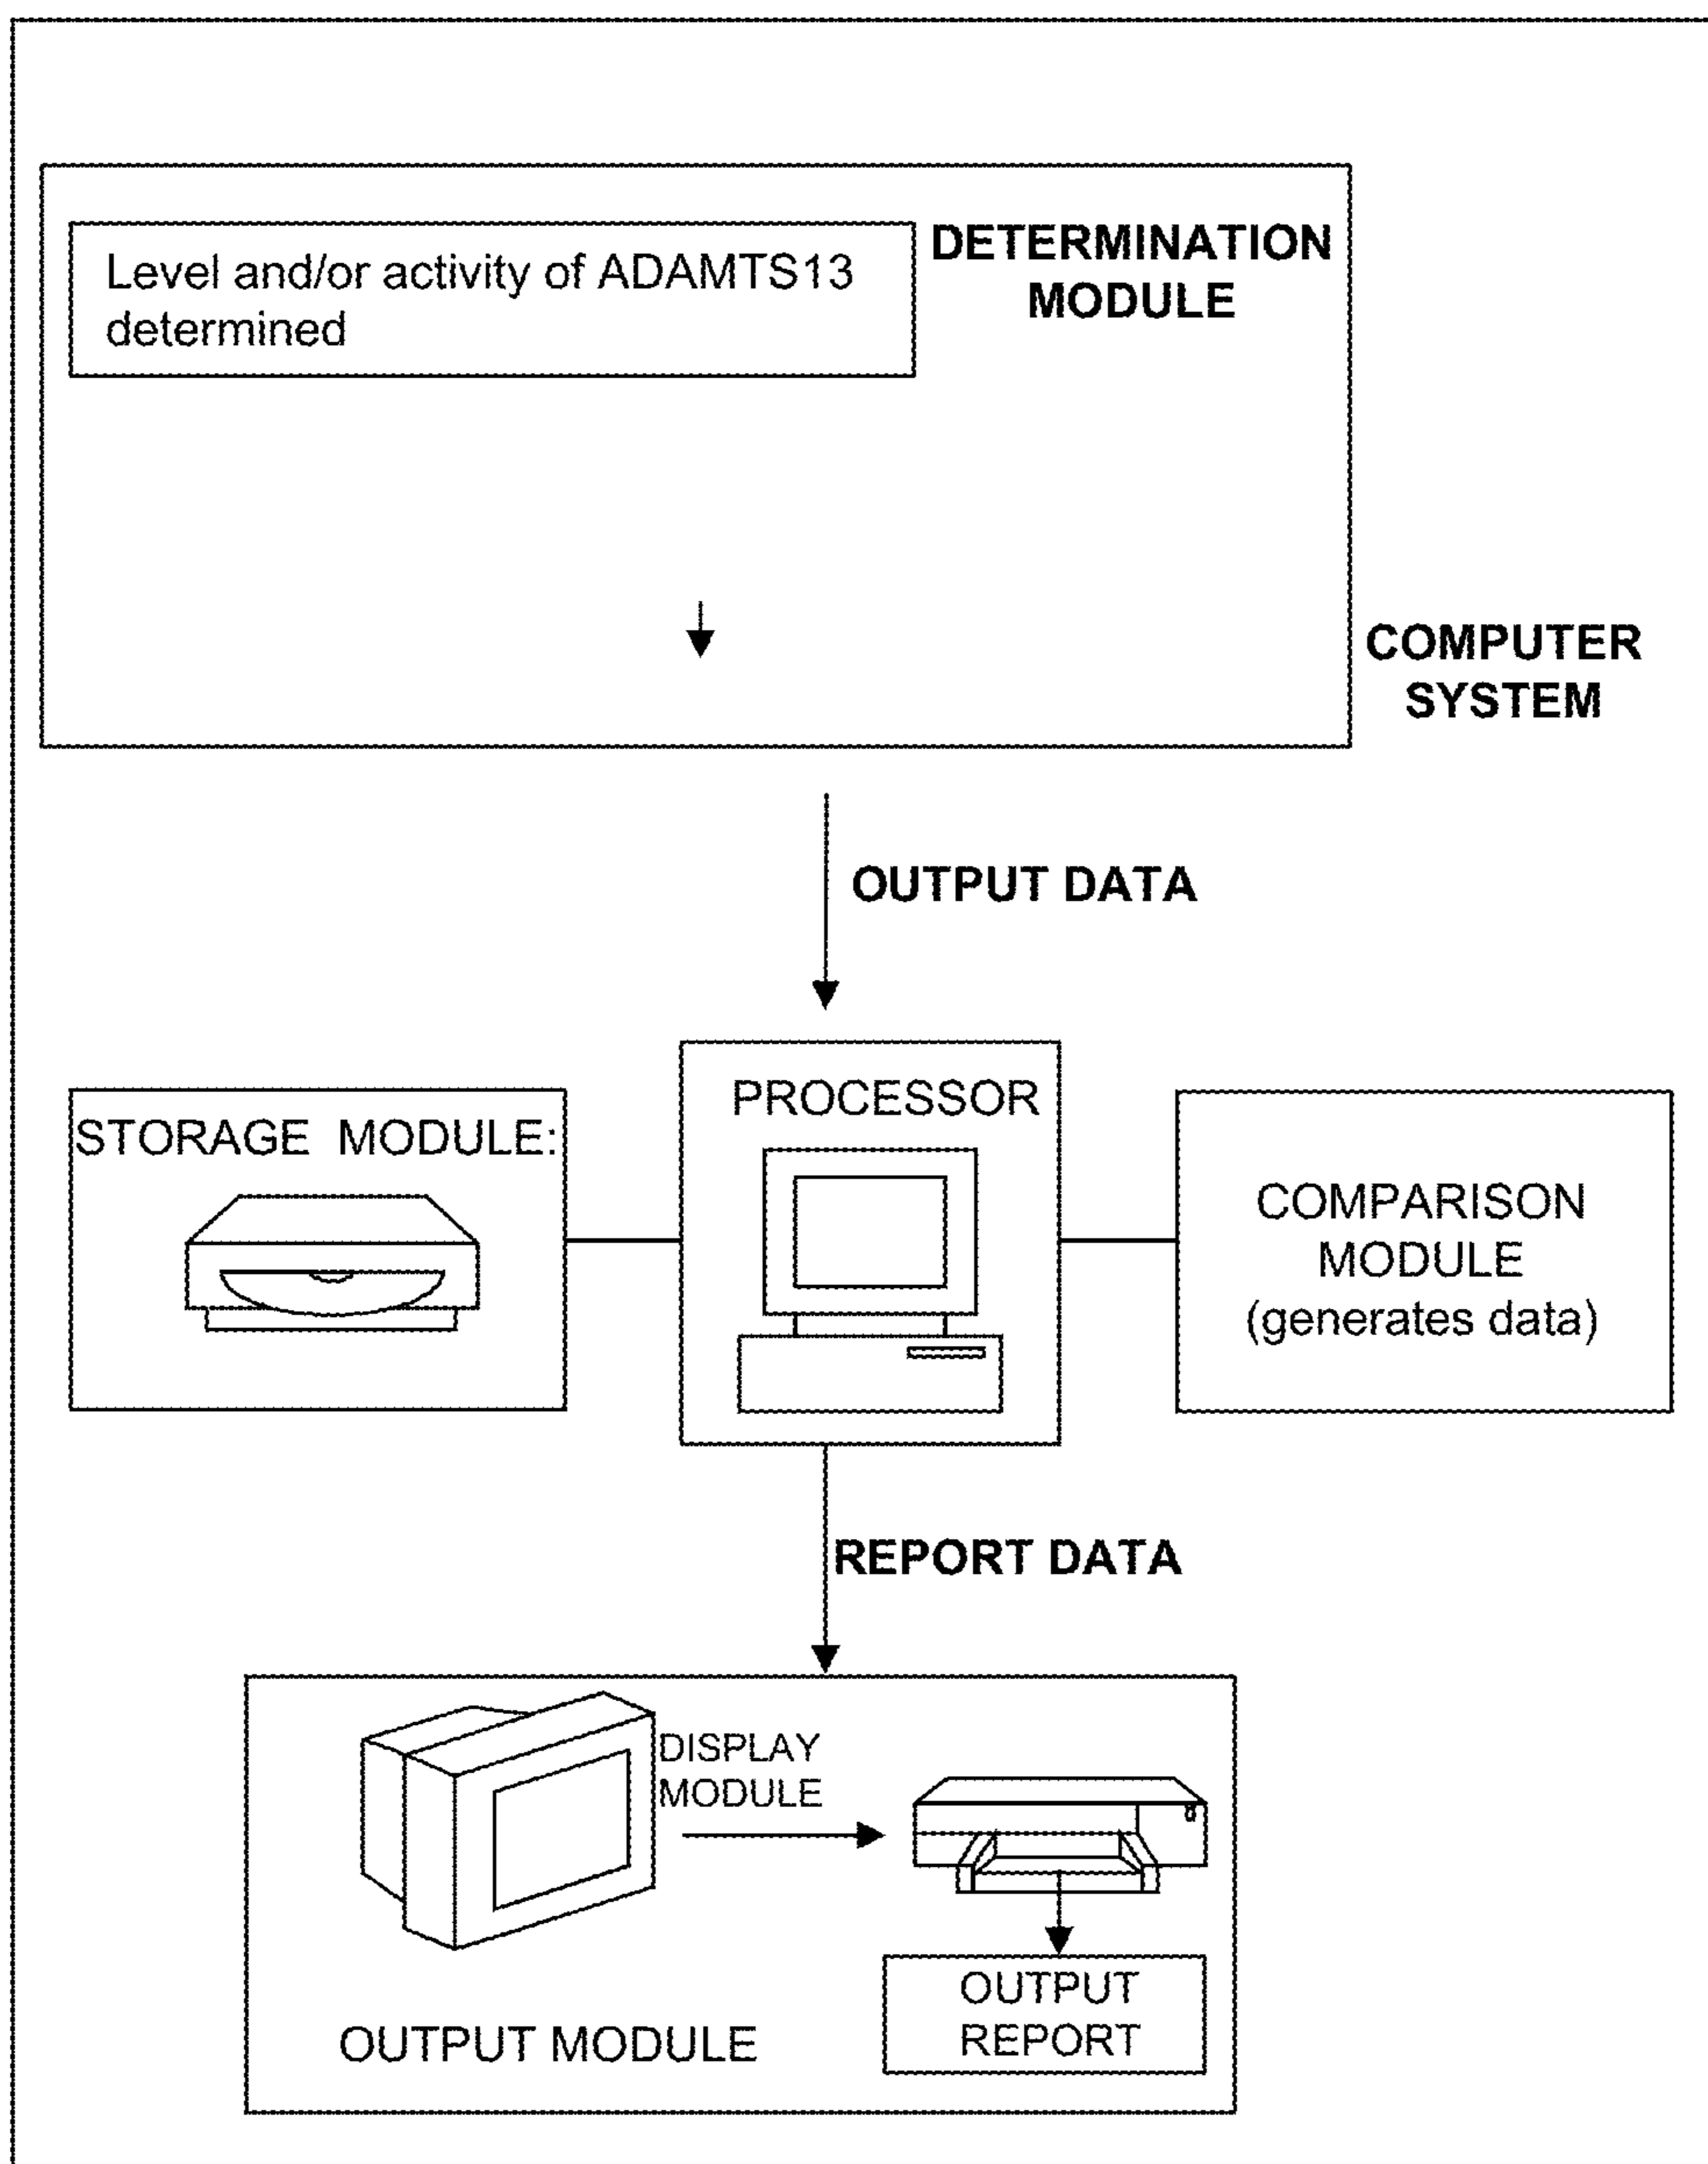 Level and/or activity of ADAMTS13
determined
DETERMINATION
MODULE
COMPUTER
SYSTEM
OUTPUT DATA
STORAGE MODULE:
PROCESSOR
COMPARISON
MODULE
(generates data)
REPORT DATA
DISPLAY
MODULE
OUTPUT MODULE
OUTPUT
REPORT